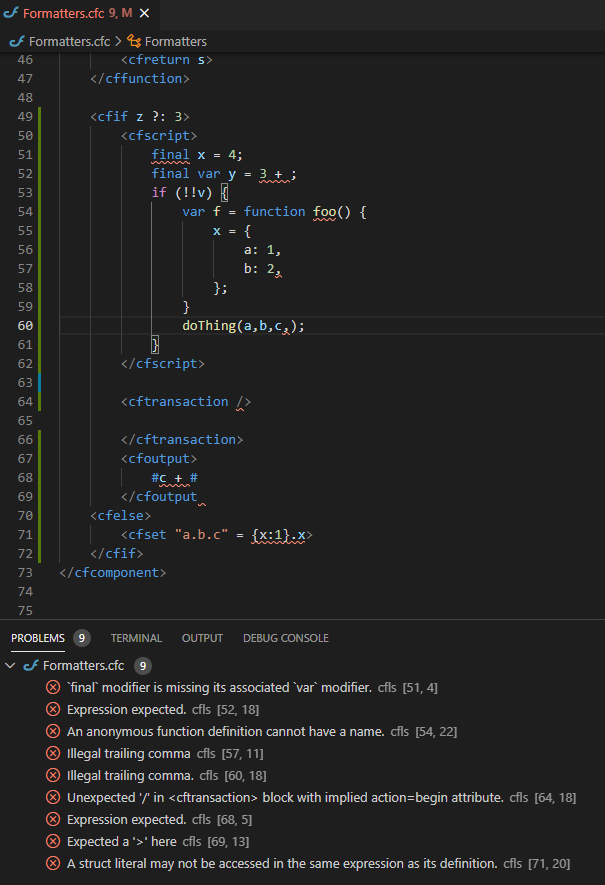 Formatters.cfc 9, M
Formatters.cfc > Formatters
46 <cfreturn s>
47 </cffunction>
48
49 <cfif z ?: 3>
50 <cfscript>
51 final x = 4;
52 final var y = 3 + ;
53 if (!!v) {
54 var f = function foo() {
55 x = {
56 a: 1,
57 b: 2,
58 };
59 }
60 doThing(a,b,c,);
61 }
62 </cfscript>
63
64 <cftransaction />
65
66 </cftransaction>
67 <cfoutput>
68 #c + #
69 </cfoutput
70 <cfelse>
71 <cfset "a.b.c" = {x:1}.x>
72 </cfif>
73 </cfcomponent>
74
75
PROBLEMS 9 TERMINAL OUTPUT DEBUG CONSOLE
Formatters.cfc 9
`final` modifier is missing its associated `var` modifier. cfls [51, 4]
Expression expected. cfls [52, 18]
An anonymous function definition cannot have a name. cfls [54, 22]
Illegal trailing comma cfls [57, 11]
Illegal trailing comma. cfls [60, 18]
Unexpected '/' in <cftransaction> block with implied action=begin attribute. cfls [64, 18]
Expression expected. cfls [68, 5]
Expected a '>' here cfls [69, 13]
A struct literal may not be accessed in the same expression as its definition. cfls [71, 20]